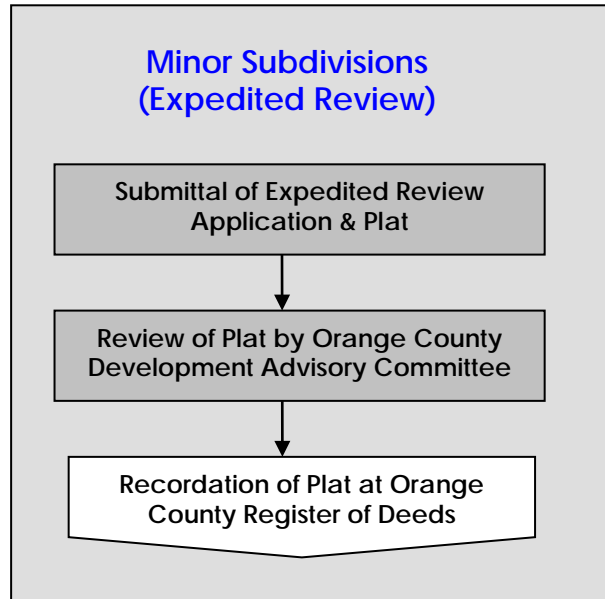 Minor Subdivisions
(Expedited Review)
Submittal of Expedited Review
Application & Plat
Review of Plat by Orange County
Development Advisory Committee
Recordation of Plat at Orange
County Register of Deeds